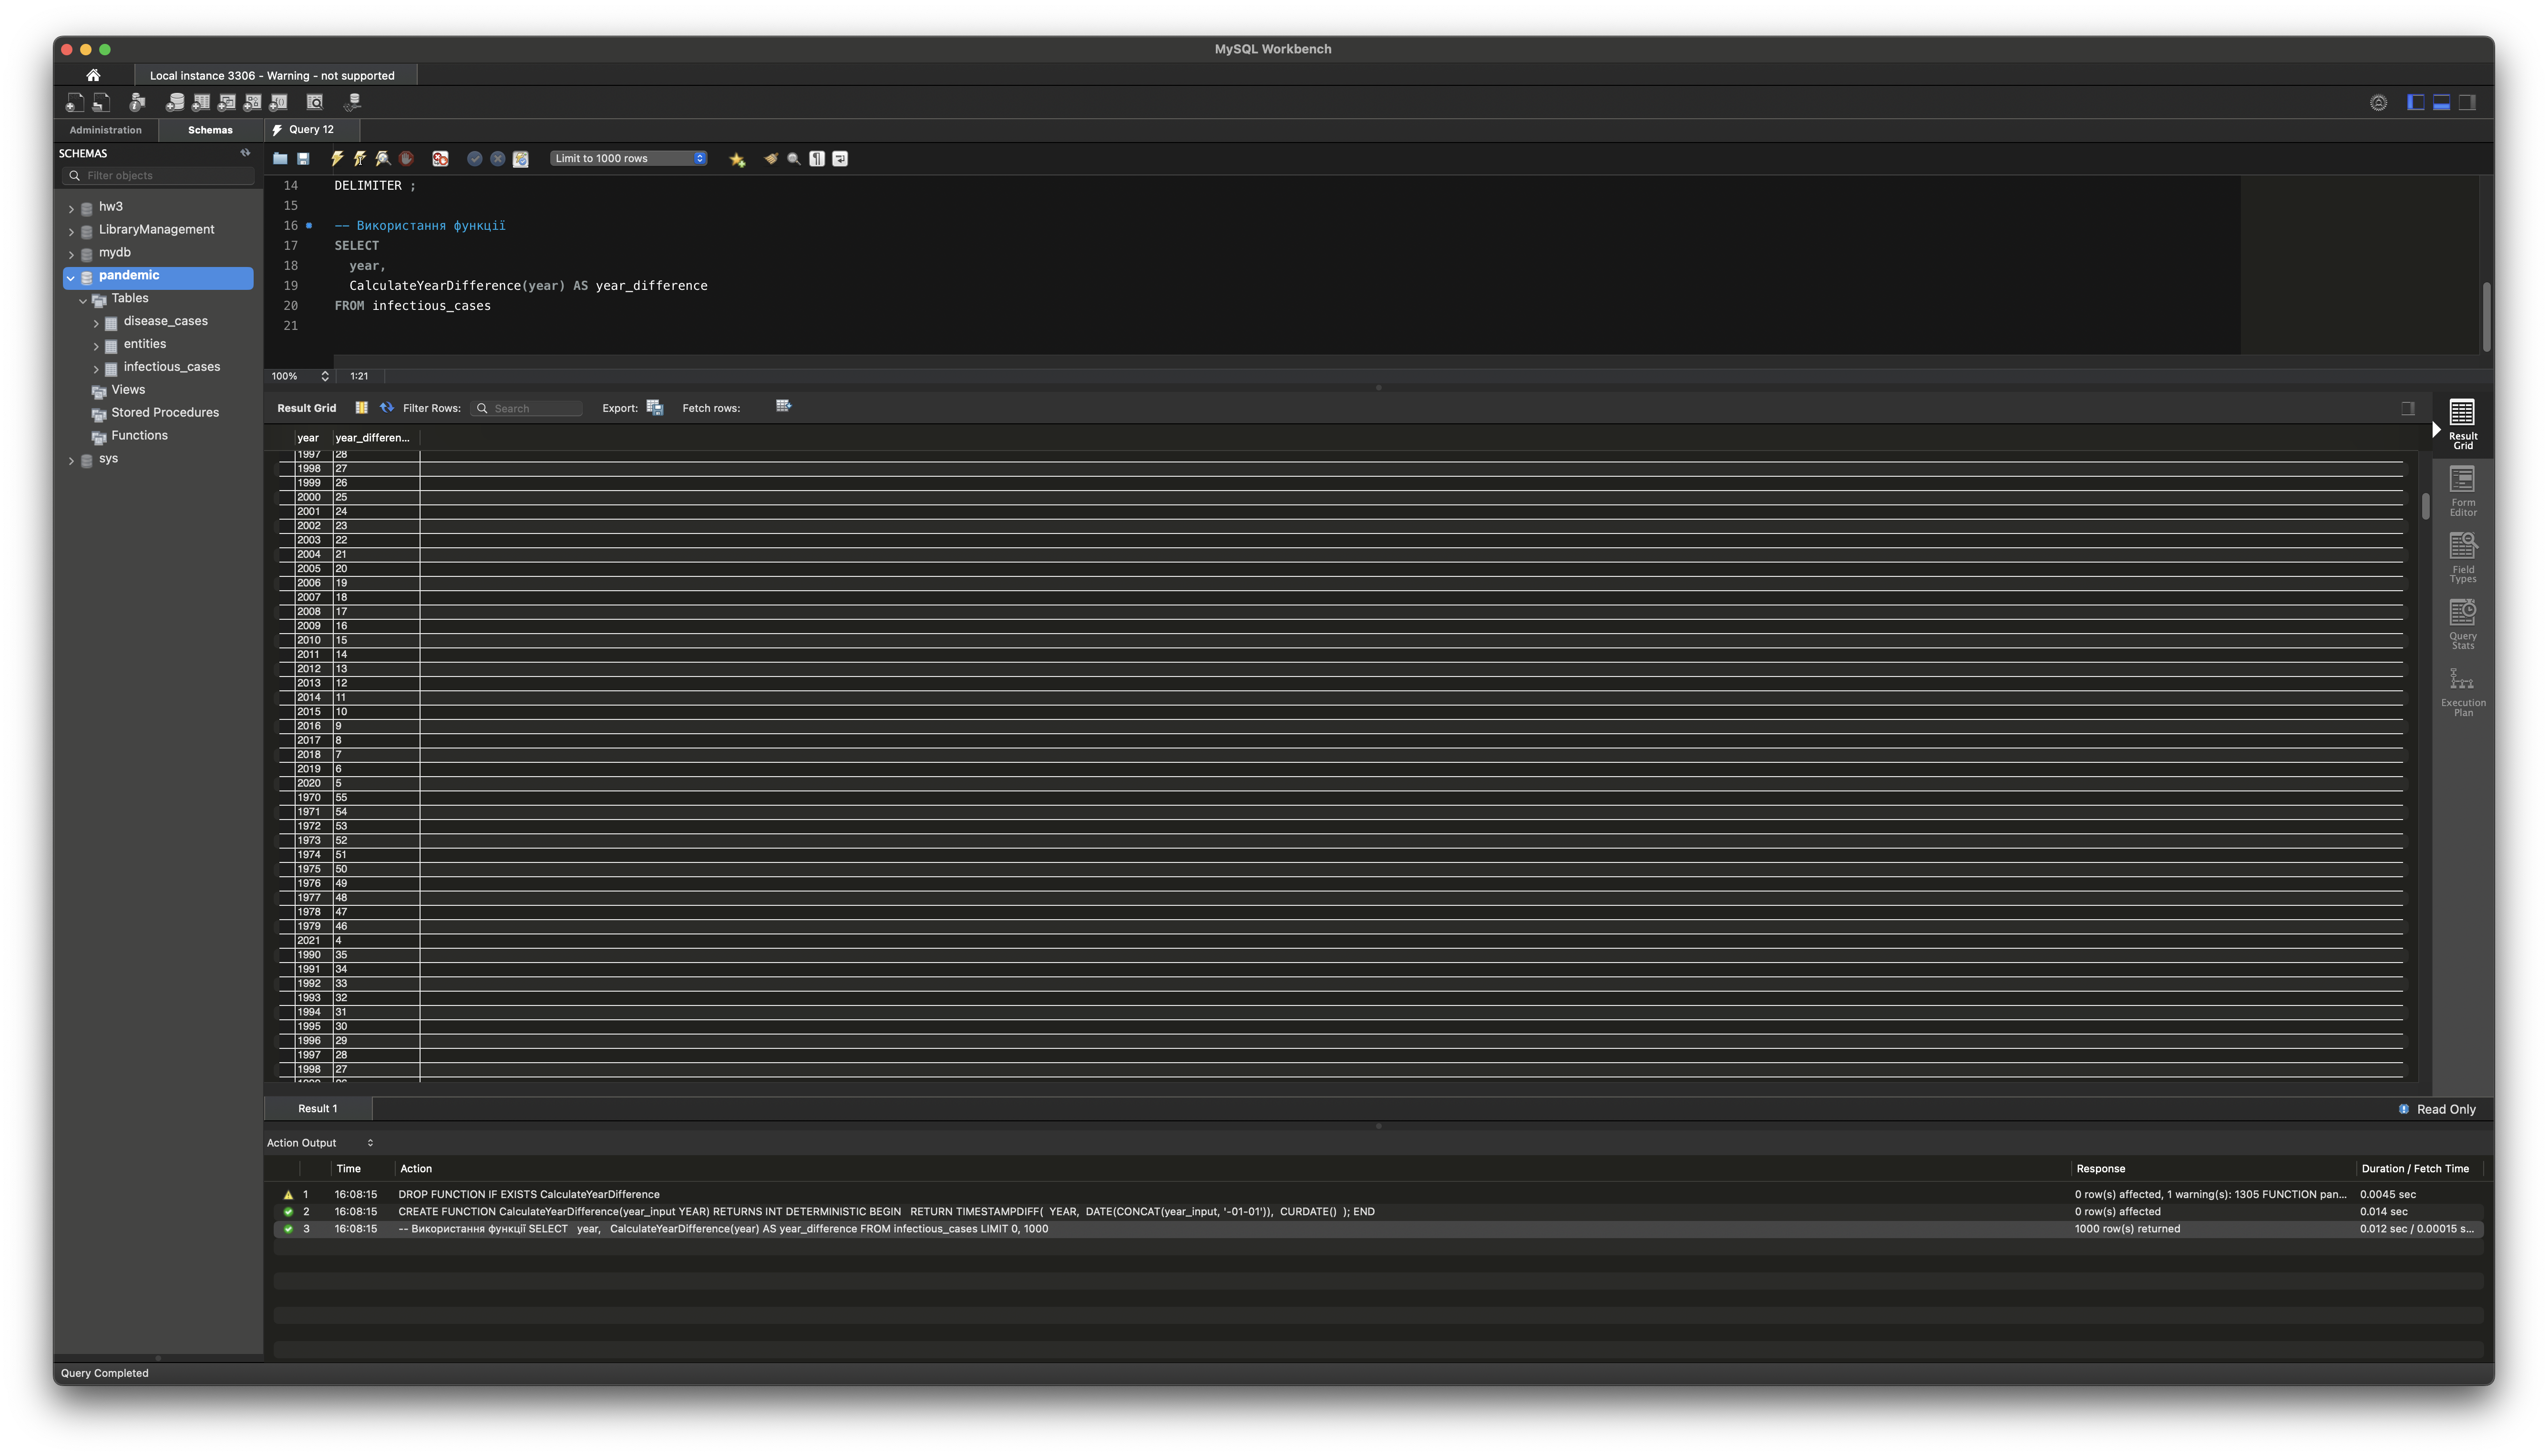 MySQL Workbench
Local instance 3306 - Warning - not supported
Administration
Schemas
Query 12
SCHEMAS
Filter objects
hw3
LibraryManagement
mydb
pandemic
Tables
disease_cases
entities
infectious_cases
Views
Stored Procedures
Functions
sys
Limit to 1000 rows
14 DELIMITER ;
15
16 -- Використання функції
17 SELECT
18 year,
19 CalculateYearDifference(year) AS year_difference
20 FROM infectious_cases
21
100% 1:21
Result Grid Filter Rows: Search Export: Fetch rows:
year year_differen...
1997 28
1998 27
1999 26
2000 25
2001 24
2002 23
2003 22
2004 21
2005 20
2006 19
2007 18
2008 17
2009 16
2010 15
2011 14
2012 13
2013 12
2014 11
2015 10
2016 9
2017 8
2018 7
2019 6
2020 5
1970 55
1971 54
1972 53
1973 52
1974 51
1975 50
1976 49
1977 48
1978 47
1979 46
2021 4
1990 35
1991 34
1992 33
1993 32
1994 31
1995 30
1996 29
1997 28
1998 27
Result
Grid
Form
Editor
Field
Types
Query
Stats
Execution
Plan
Result 1
Read Only
Action Output
Time Action Response Duration / Fetch Time
1 16:08:15 DROP FUNCTION IF EXISTS CalculateYearDifference 0 row(s) affected, 1 warning(s): 1305 FUNCTION pan... 0.0045 sec
2 16:08:15 CREATE FUNCTION CalculateYearDifference(year_input YEAR) RETURNS INT DETERMINISTIC BEGIN RETURN TIMESTAMPDIFF( YEAR, DATE(CONCAT(year_input, '-01-01')), CURDATE() ); END 0 row(s) affected 0.014 sec
3 16:08:15 -- Використання функції SELECT year, CalculateYearDifference(year) AS year_difference FROM infectious_cases LIMIT 0, 1000 1000 row(s) returned 0.012 sec / 0.00015 s...
Query Completed